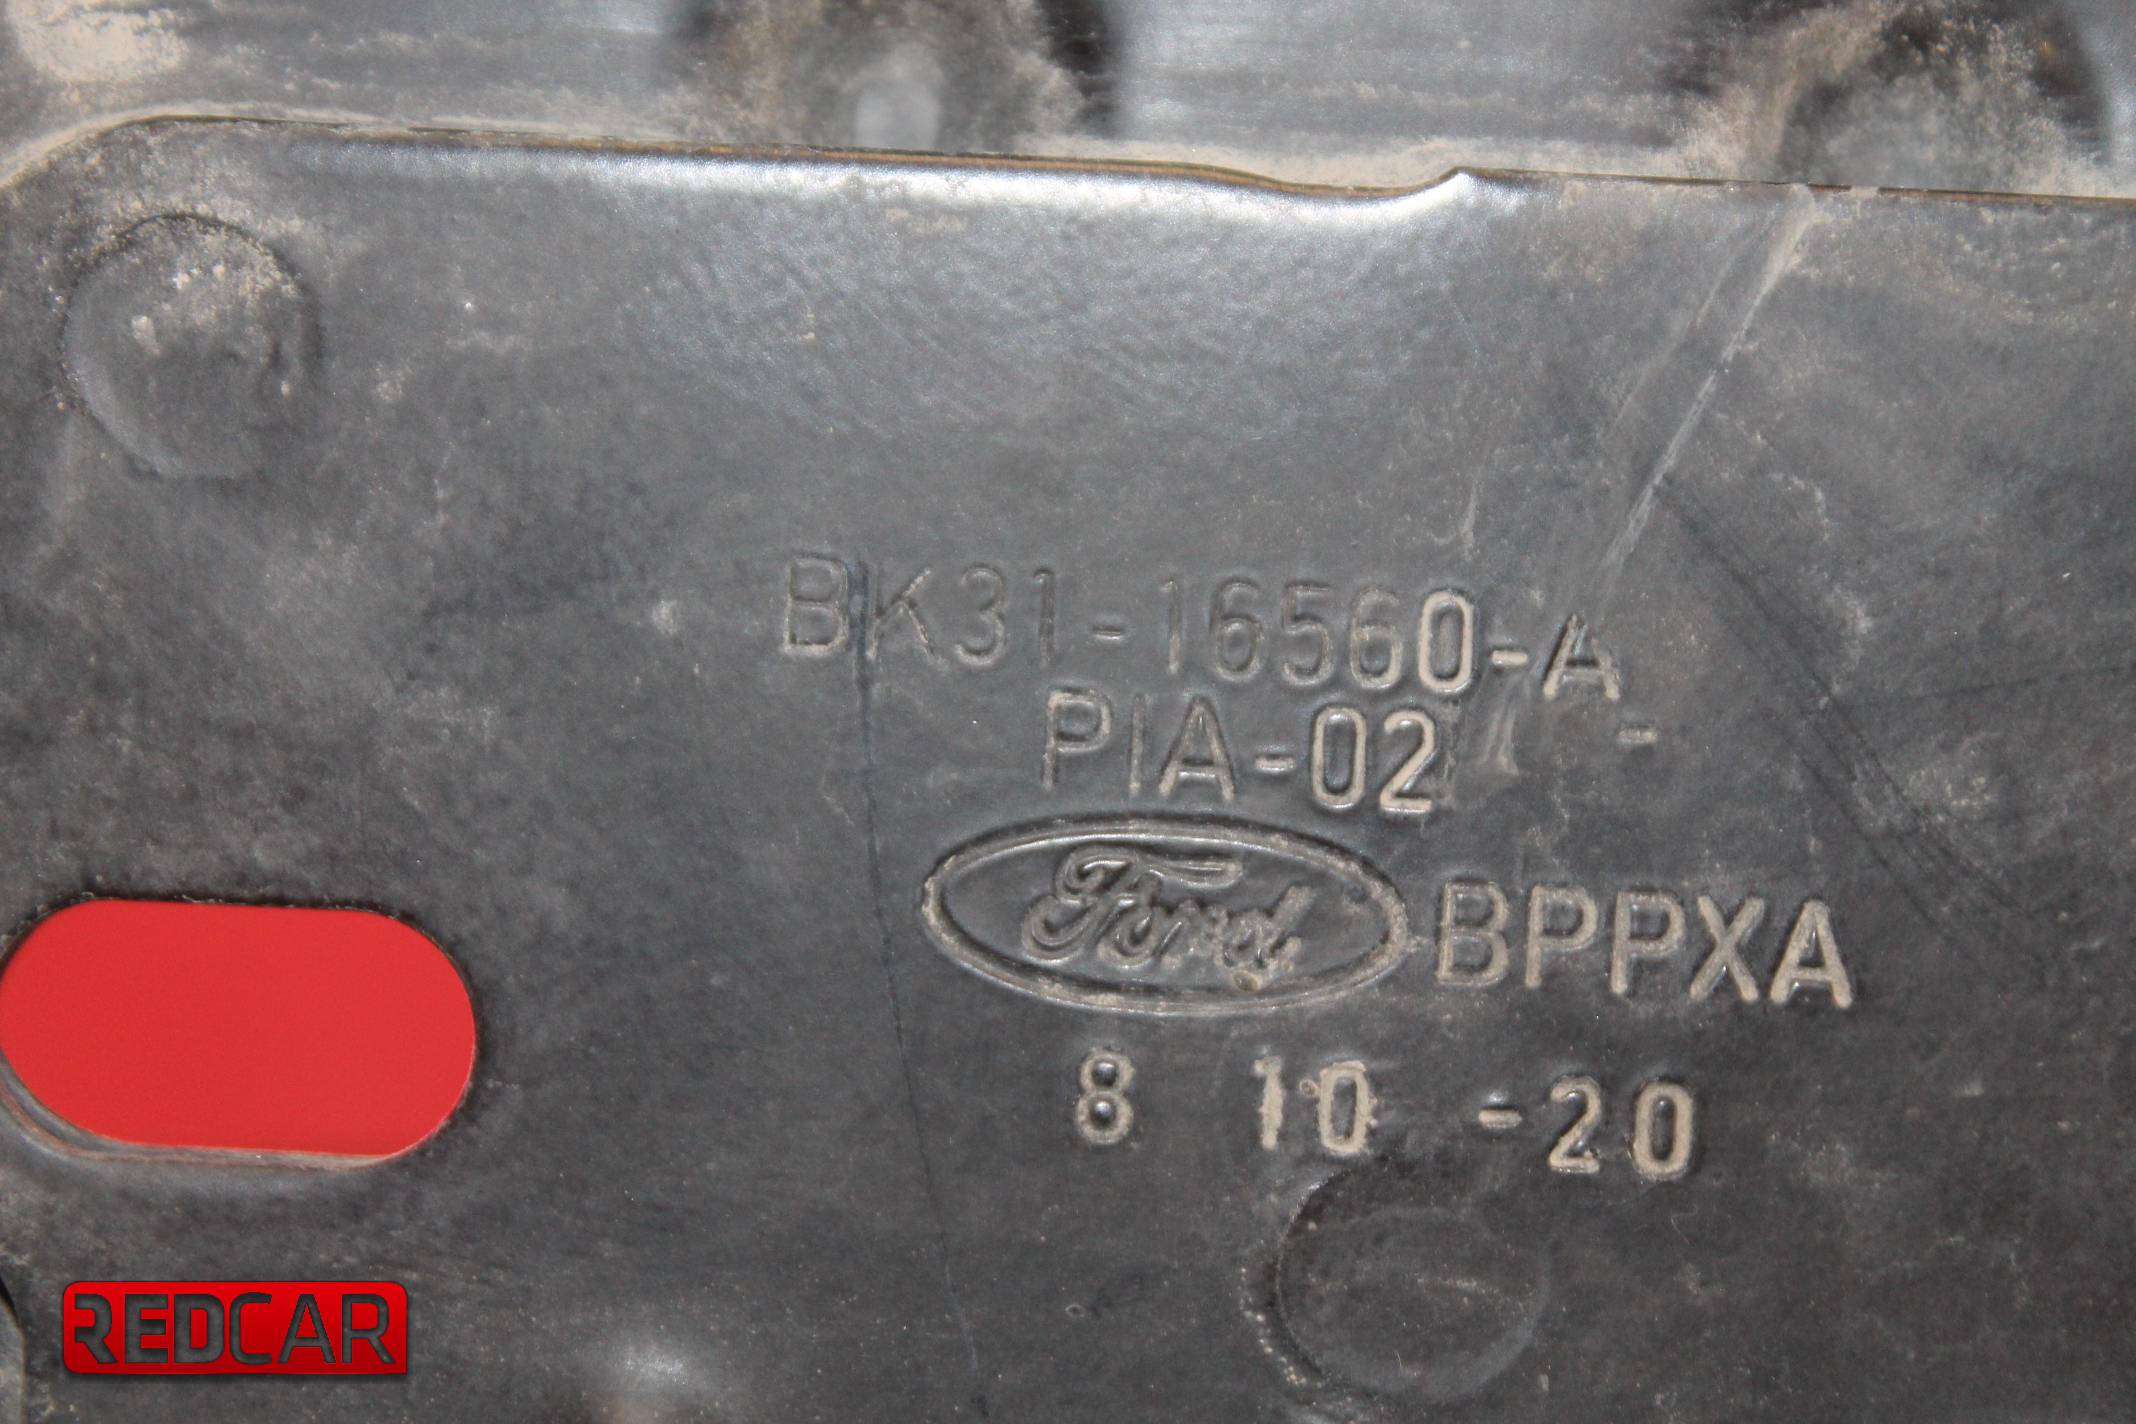 BK31-16560-A
PIA-02 -
Ford BPPXA
8 10 -20
REDCAR